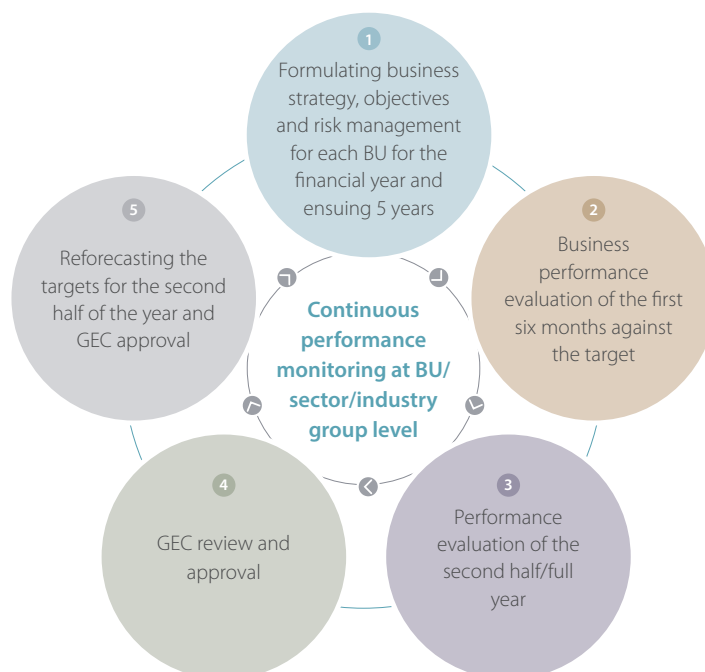 1
Formulating business
strategy, objectives
and risk management
for each BU for the
financial year and
ensuing 5 years
2
Business
performance
evaluation of the first
six months against
the target
3
Performance
evaluation of the
second half/full
year
4
GEC review and
approval
5
Reforecasting the
targets for the second
half of the year and
GEC approval
Continuous
performance
monitoring at BU/
sector/industry
group level